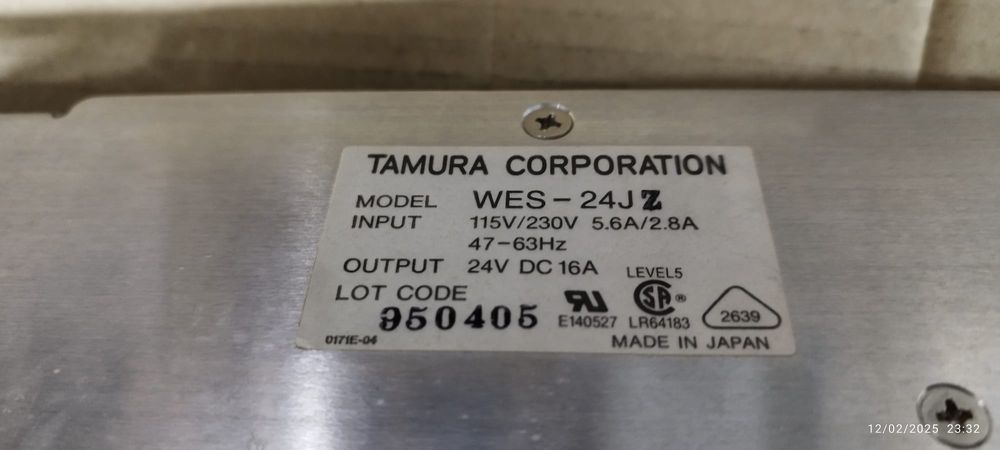 TAMURA CORPORATION
MODEL WES-24JZ
INPUT 115V/230V 5.6A/2.8A
47-63Hz
OUTPUT 24V DC 16A
LEVEL5
LOT CODE
950405
E140527
SA®
LR64183
2639
0171E-04
MADE IN JAPAN
12/02/2025 23:32